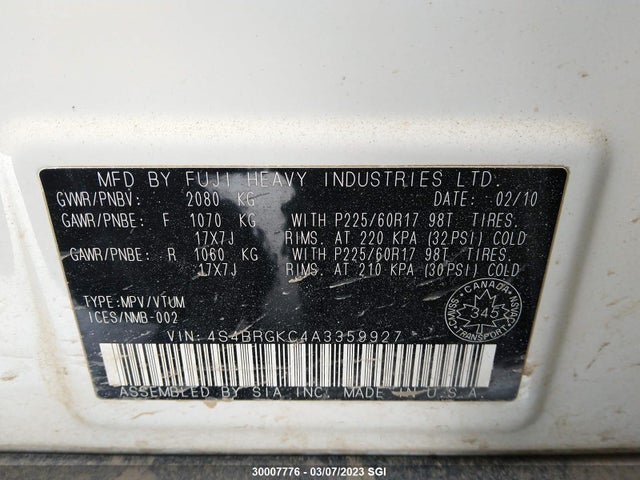 MFD BY FUJI HEAVY INDUSTRIES LTD.
GVWR/PNBV: 2080 KG DATE: 02/10
GAWR/PNBE: F 1070 KG WITH P225/60R17 98T TIRES.
17X7J RIMS. AT 220 KPA (32PSI) COLD
GAWR/PNBE: R 1060 KG WITH P225/60R17 98T TIRES.
17X7J RIMS. AT 210 KPA (30PSI) COLD
TYPE:MPV/VTUM
ICES/NMB-002
CANADA
345
NSVM/CMVSS
VIN: 4S4BRGKC4A3359927
ASSEMBLED BY SIA INC. MADE IN U.S.A.
30007776 — 03/07/2023 SGI